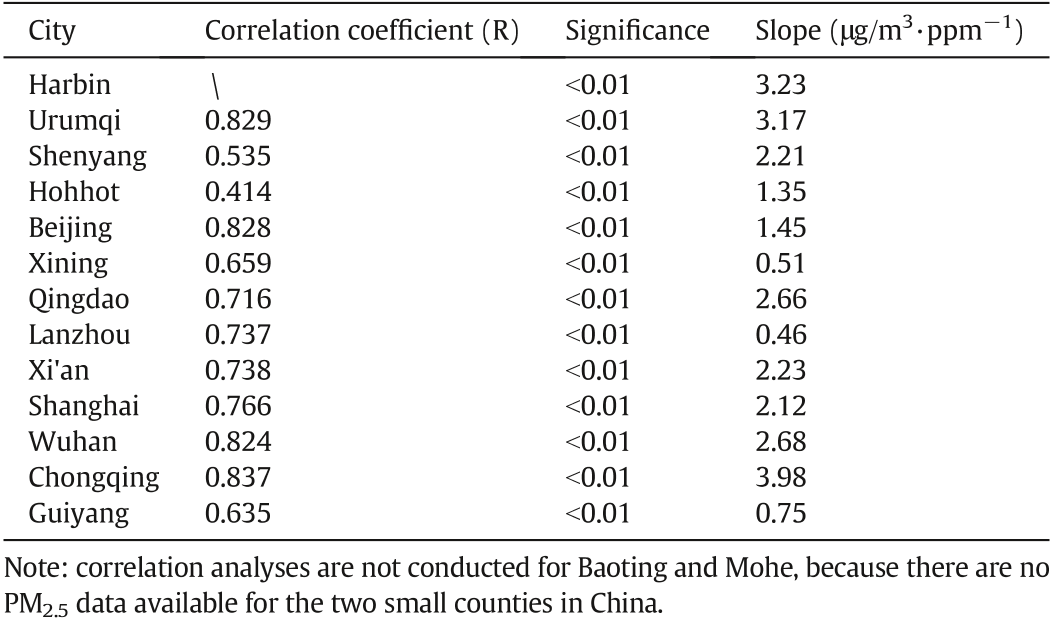 City Correlation coefficient (R) Significance Slope (μg/m³·ppm⁻¹)
Harbin \ <0.01 3.23
Urumqi 0.829 <0.01 3.17
Shenyang 0.535 <0.01 2.21
Hohhot 0.414 <0.01 1.35
Beijing 0.828 <0.01 1.45
Xining 0.659 <0.01 0.51
Qingdao 0.716 <0.01 2.66
Lanzhou 0.737 <0.01 0.46
Xi'an 0.738 <0.01 2.23
Shanghai 0.766 <0.01 2.12
Wuhan 0.824 <0.01 2.68
Chongqing 0.837 <0.01 3.98
Guiyang 0.635 <0.01 0.75
Note: correlation analyses are not conducted for Baoting and Mohe, because there are no
PM₂.₅ data available for the two small counties in China.